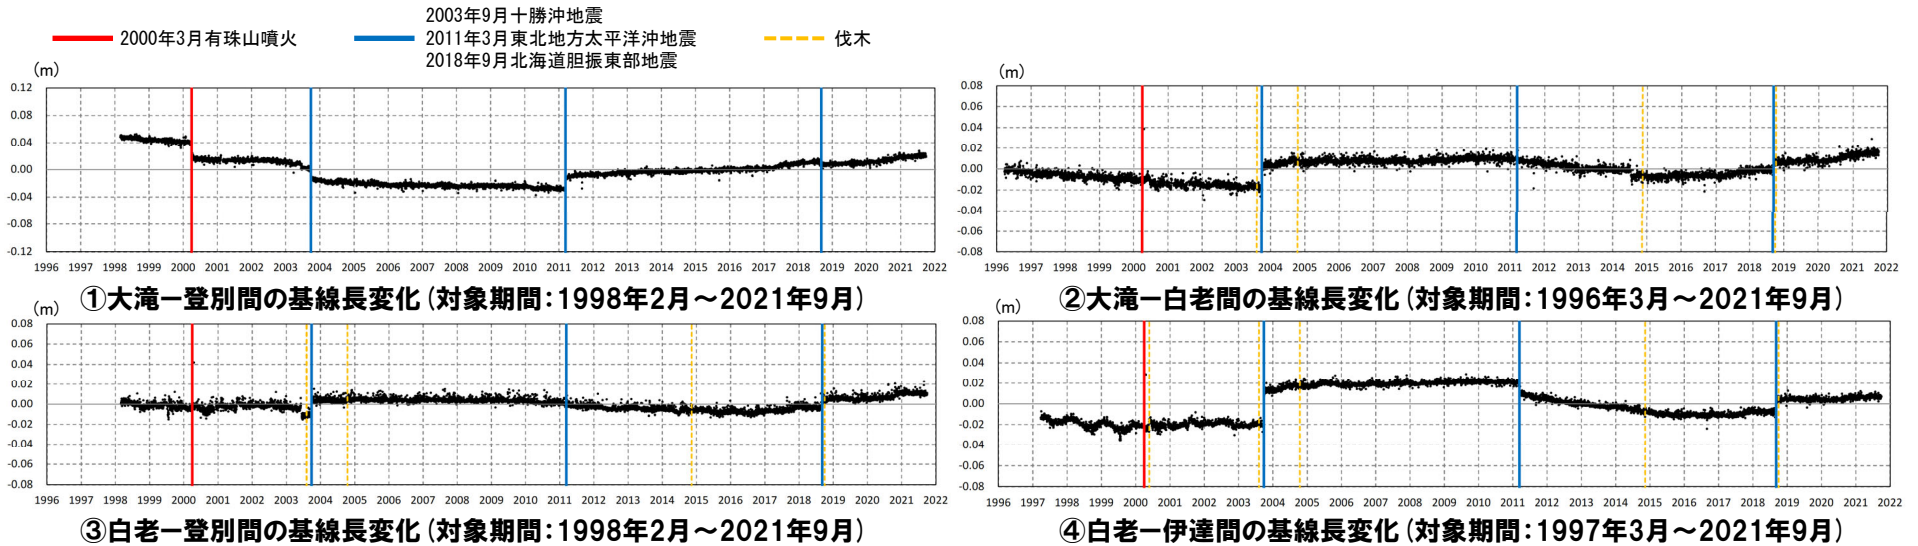 2000年3月有珠山噴火
2003年9月十勝沖地震
2011年3月東北地方太平洋沖地震
2018年9月北海道胆振東部地震
伐木
(m)
0.12
0.08
0.04
0.00
-0.04
-0.08
-0.12
1996 1997 1998 1999 2000 2001 2002 2003 2004 2005 2006 2007 2008 2009 2010 2011 2012 2013 2014 2015 2016 2017 2018 2019 2020 2021 2022
①大滝ー登別間の基線長変化(対象期間:1998年2月～2021年9月)
(m)
0.08
0.06
0.04
0.02
0.00
-0.02
-0.04
-0.06
-0.08
1996 1997 1998 1999 2000 2001 2002 2003 2004 2005 2006 2007 2008 2009 2010 2011 2012 2013 2014 2015 2016 2017 2018 2019 2020 2021 2022
②大滝ー白老間の基線長変化(対象期間:1996年3月～2021年9月)
(m)
0.08
0.06
0.04
0.02
0.00
-0.02
-0.04
-0.06
-0.08
1996 1997 1998 1999 2000 2001 2002 2003 2004 2005 2006 2007 2008 2009 2010 2011 2012 2013 2014 2015 2016 2017 2018 2019 2020 2021 2022
③白老ー登別間の基線長変化(対象期間:1998年2月～2021年9月)
(m)
0.08
0.06
0.04
0.02
0.00
-0.02
-0.04
-0.06
-0.08
1996 1997 1998 1999 2000 2001 2002 2003 2004 2005 2006 2007 2008 2009 2010 2011 2012 2013 2014 2015 2016 2017 2018 2019 2020 2021 2022
④白老ー伊達間の基線長変化(対象期間:1997年3月～2021年9月)